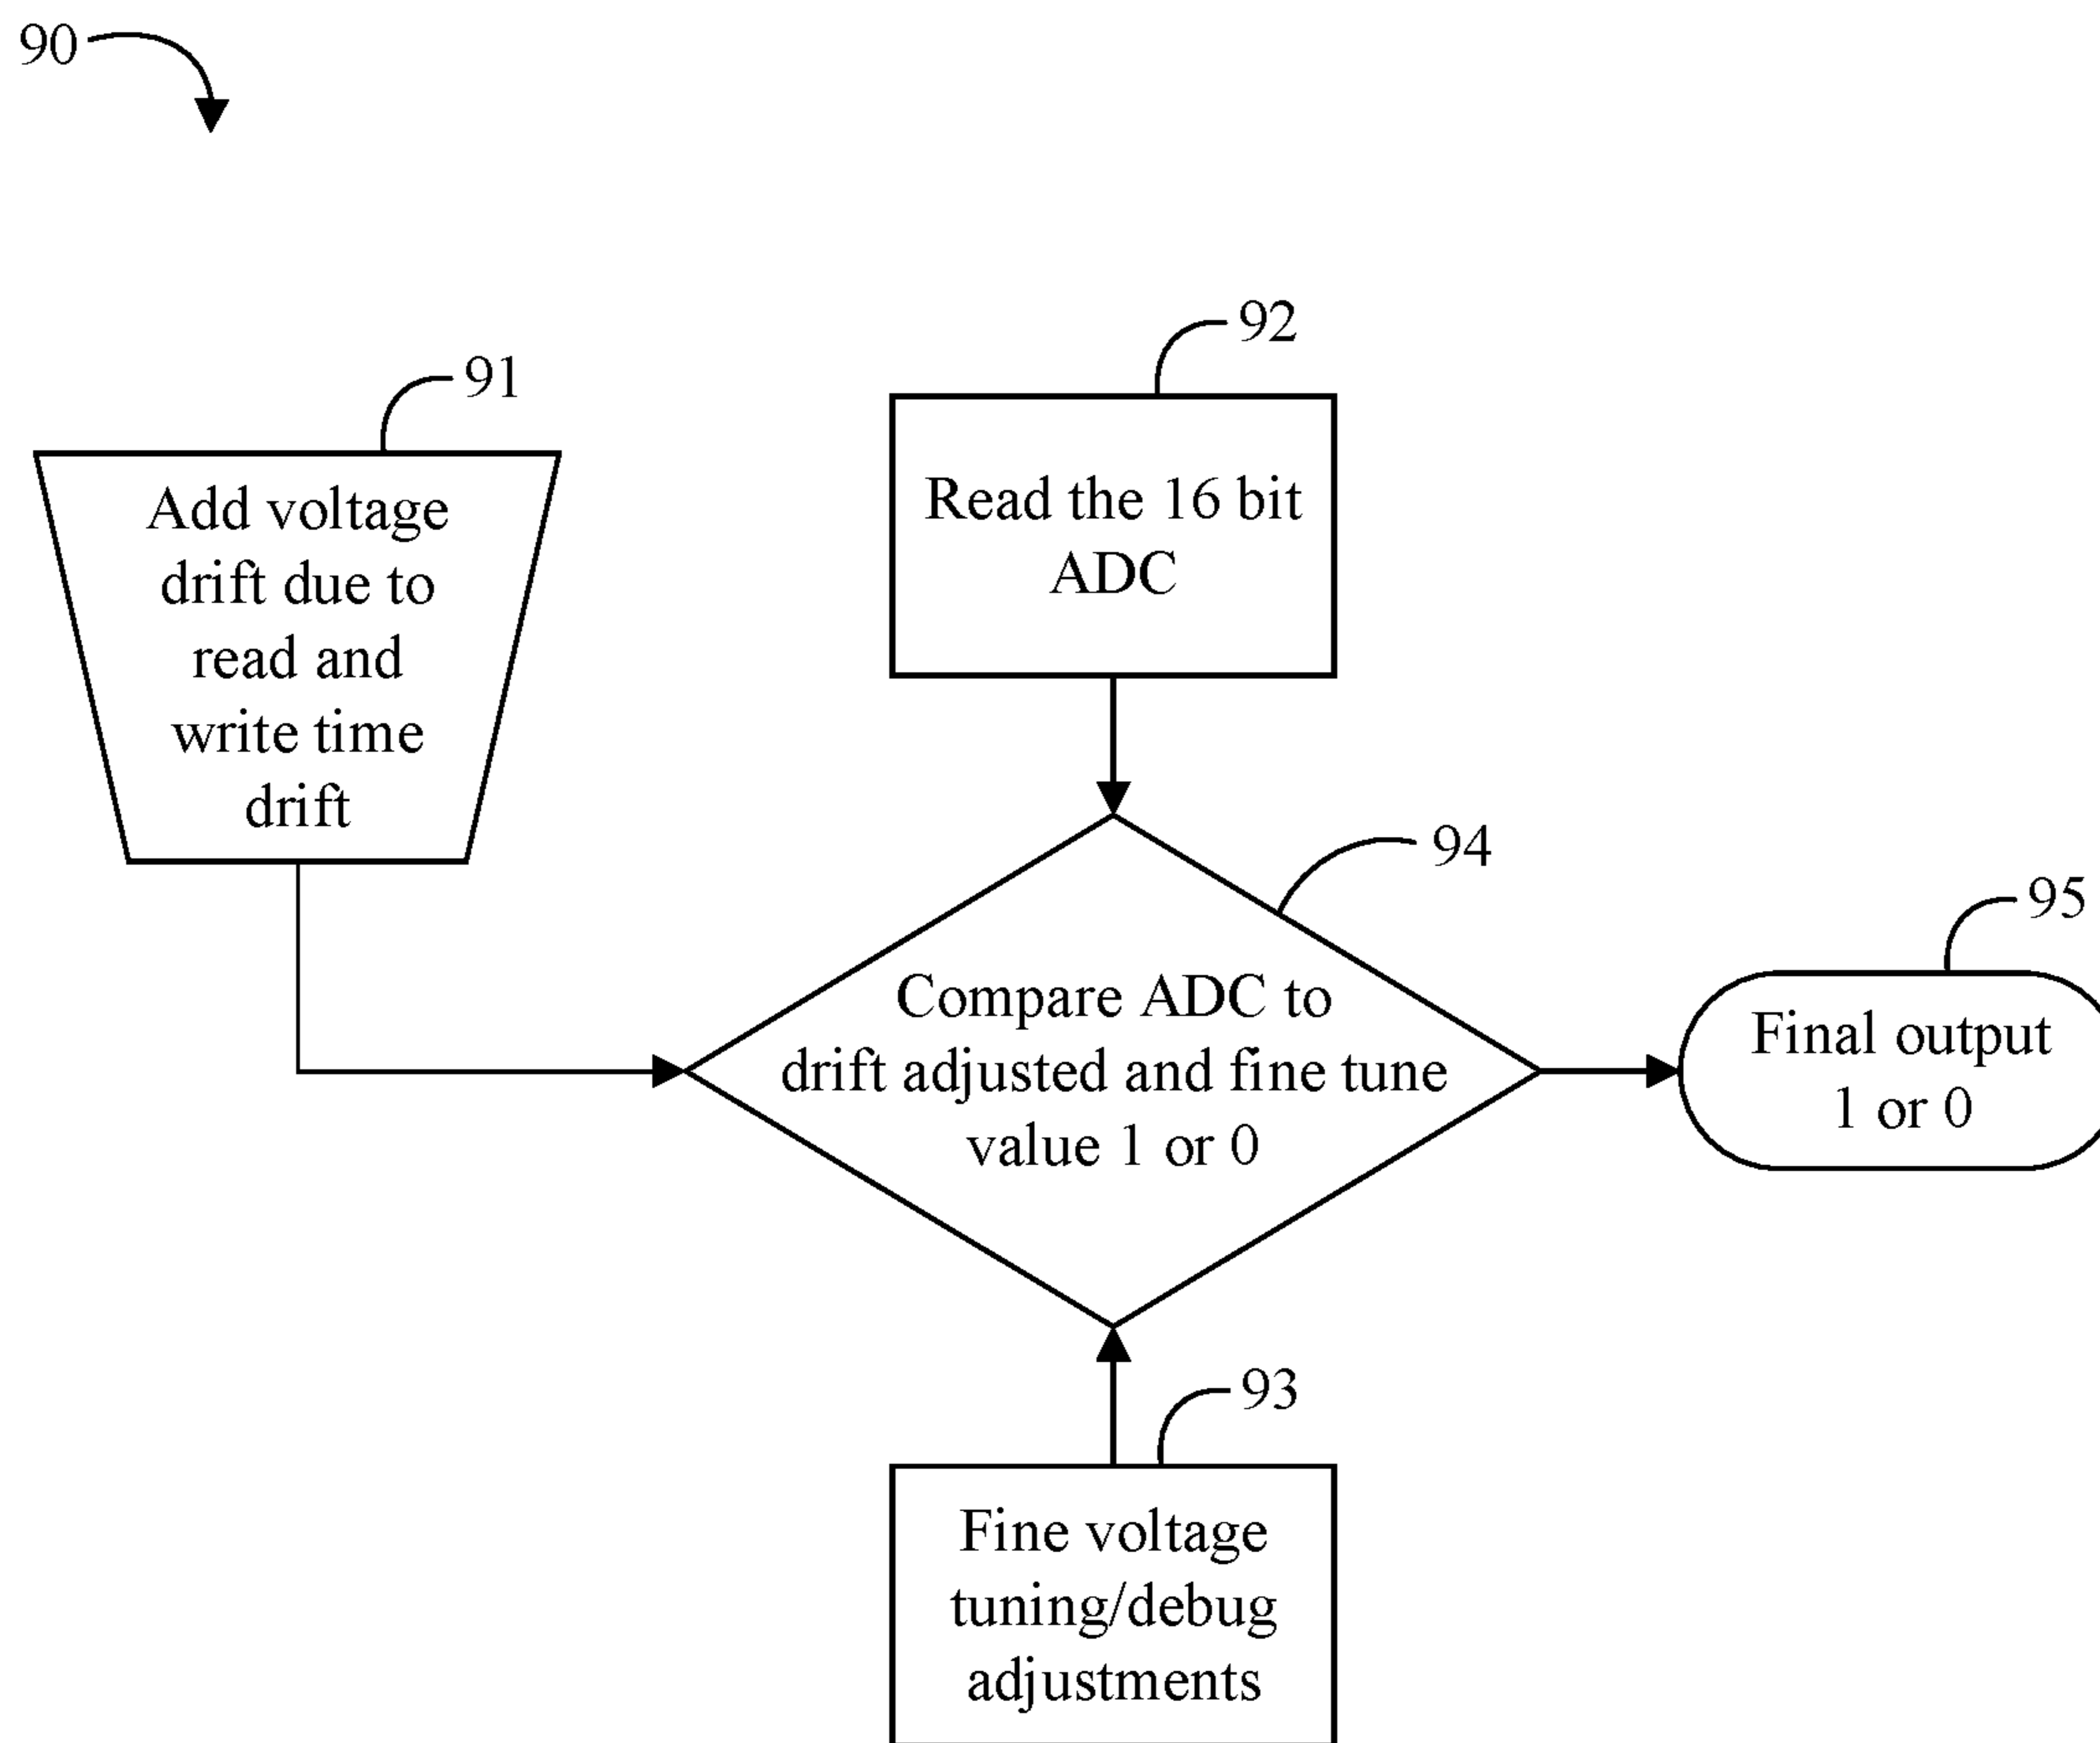 90
92
91
Read the 16 bit
ADC
Add voltage
drift due to
read and
write time
drift
94
95
Compare ADC to
drift adjusted and fine tune
value 1 or 0
Final output
1 or 0
93
Fine voltage
tuning/debug
adjustments